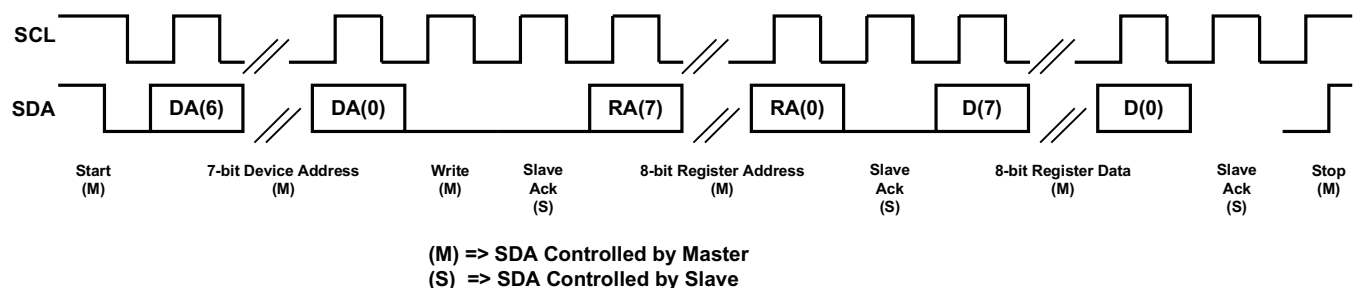 SCL
SDA
DA(6)
DA(0)
RA(7)
RA(0)
D(7)
D(0)
Start
(M)
7-bit Device Address
(M)
Write
(M)
Slave
Ack
(S)
8-bit Register Address
(M)
Slave
Ack
(S)
8-bit Register Data
(M)
Slave
Ack
(S)
Stop
(M)
(M) => SDA Controlled by Master
(S) => SDA Controlled by Slave